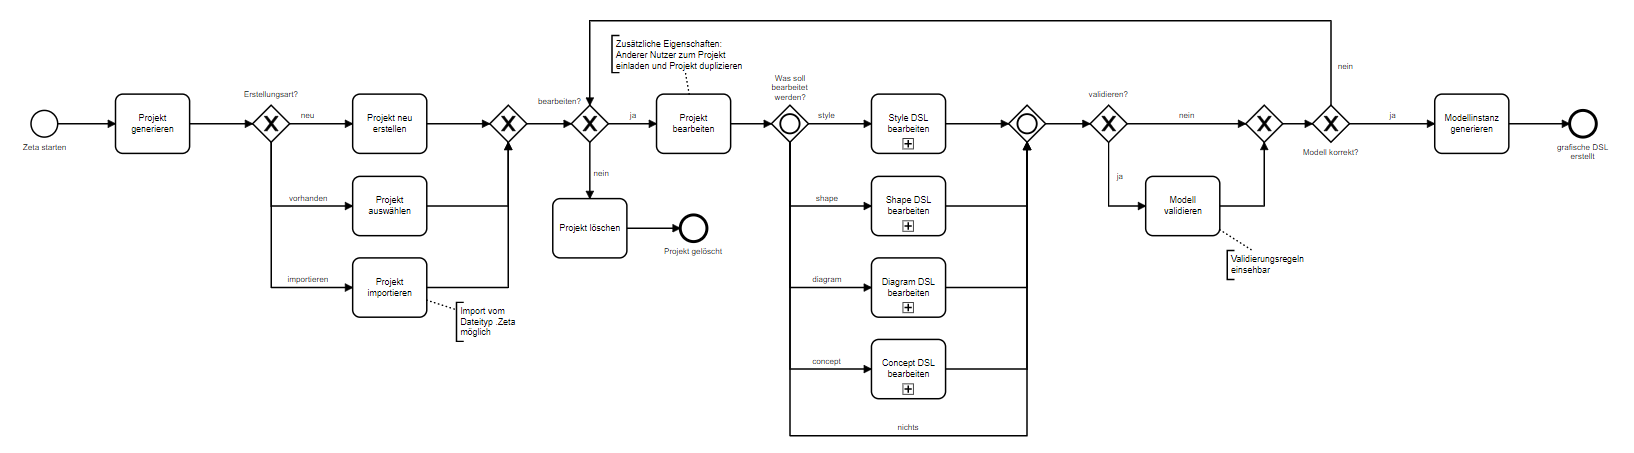 Zeta starten
Projekt
generieren
Erstellungsart?
neu
vorhanden
importieren
Projekt neu
erstellen
Projekt
auswählen
Projekt
importieren
Import vom
Dateityp .Zeta
möglich
bearbeiten?
ja
nein
Projekt löschen
Projekt gelöscht
Zusätzliche Eigenschaften:
Anderer Nutzer zum Projekt
einladen und Projekt duplizieren
Projekt
bearbeiten
Was soll
bearbeitet
werden?
style
shape
diagram
concept
nichts
Style DSL
bearbeiten
Shape DSL
bearbeiten
Diagram DSL
bearbeiten
Concept DSL
bearbeiten
validieren?
nein
ja
Modell
validieren
Validierungsregeln
einsehbar
Modell korrekt?
nein
ja
Modellinstanz
generieren
grafische DSL
erstellt